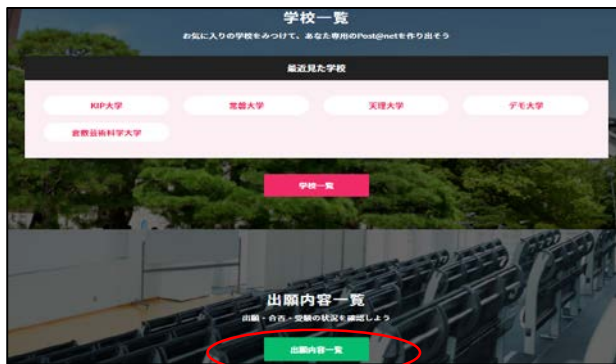 学校一覧
お気に入りの学校をみつけて、あなた専用のPost@netを作り出そう
最近見た学校
KIP大学
常磐大学
天理大学
デモ大学
倉敷芸術科学大学
学校一覧
出願内容一覧
出願・合否・受験の状況を確認しよう
出願内容一覧